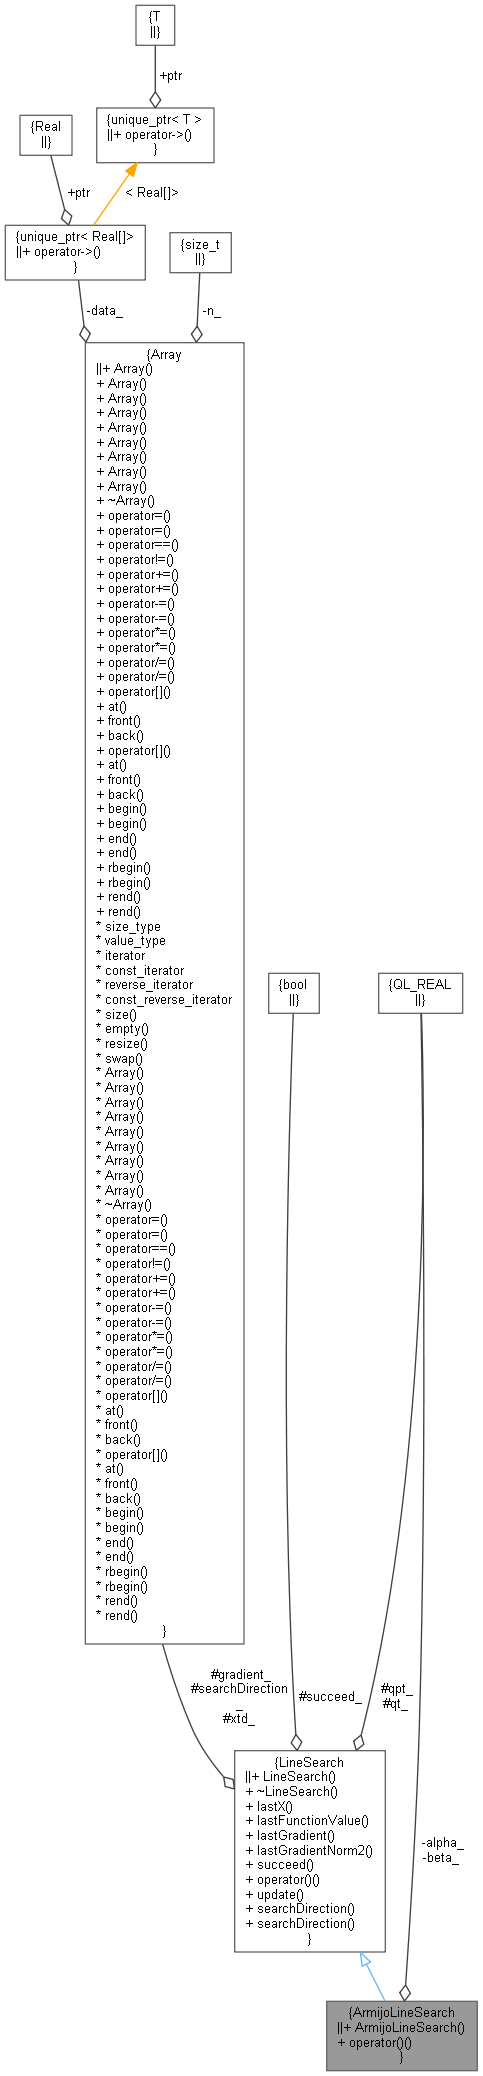 {T
||}
+ptr
{unique_ptr< T >
||+ operator->()
}
{Real
||}
+ptr
< Real[]>
{unique_ptr< Real[]>
||+ operator->()
}
{size_t
||}
-data_
-n_
{Array
||+ Array()
+ Array()
+ Array()
+ Array()
+ Array()
+ Array()
+ Array()
+ Array()
+ Array()
+ ~Array()
+ operator=()
+ operator=()
+ operator==()
+ operator!=()
+ operator+=()
+ operator+=()
+ operator-=()
+ operator-=()
+ operator*=()
+ operator*=()
+ operator/=()
+ operator/=()
+ operator[]()
+ at()
+ front()
+ back()
+ operator[]()
+ at()
+ front()
+ back()
+ begin()
+ begin()
+ end()
+ end()
+ rbegin()
+ rbegin()
+ rend()
+ rend()
* size_type
* value_type
* iterator
* const_iterator
* reverse_iterator
* const_reverse_iterator
* size()
* empty()
* resize()
* swap()
* Array()
* Array()
* Array()
* Array()
* Array()
* Array()
* Array()
* Array()
* Array()
* ~Array()
* operator=()
* operator=()
* operator==()
* operator!=()
* operator+=()
* operator+=()
* operator-=()
* operator-=()
* operator*=()
* operator*=()
* operator/=()
* operator/=()
* operator[]()
* at()
* front()
* back()
* operator[]()
* at()
* front()
* back()
* begin()
* begin()
* end()
* end()
* rbegin()
* rbegin()
* rend()
* rend()
}
{bool
||}
{QL_REAL
||}
#gradient_
#searchDirection
_
#xtd_
#succeed_
#qpt_
#qt_
{LineSearch
||+ LineSearch()
+ ~LineSearch()
+ lastX()
+ lastFunctionValue()
+ lastGradient()
+ lastGradientNorm2()
+ succeed()
+ operator()()
+ update()
+ searchDirection()
+ searchDirection()
}
-alpha_
-beta_
{ArmijoLineSearch
||+ ArmijoLineSearch()
+ operator()()
}